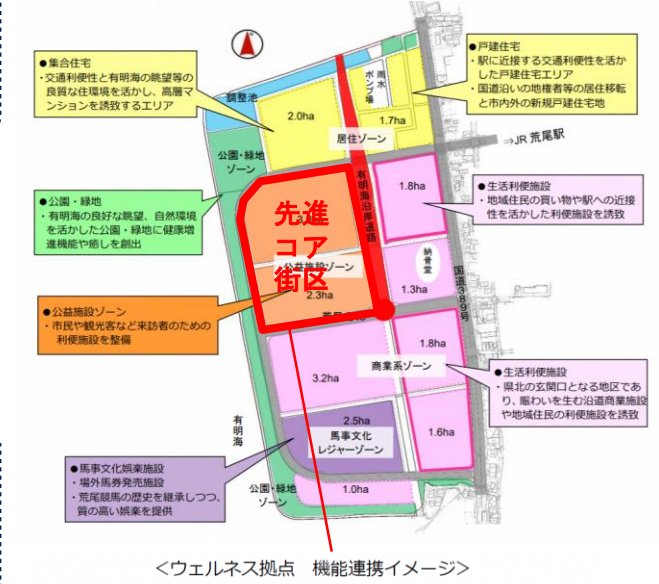 ●集合住宅
・交通利便性と有明海の眺望等の
良質な住環境を活かし、高層マ
ンションを誘致するエリア
●戸建住宅
・駅に近接する交通利便性を活か
した戸建住宅エリア
・国道沿いの地権者等の居住移転
と市内外の新規戸建住宅地
調整池
雨水
ポンプ場
2.0ha
1.7ha
居住ゾーン
⇒JR 荒尾駅
公園・緑地
ゾーン
有明海沿岸道路
1.8ha
●生活利便施設
・地域住民の買い物や駅への近接
性を活かした利便施設を誘致
●公園・緑地
・有明海の良好な眺望、自然環境
を活かした公園・緑地に健康増
進機能や癒しを創出
先進
コア
街区
公益施設ゾーン
2.3ha
納骨堂
1.3ha
国道389号
●公益施設ゾーン
・市民や観光客など来訪者のための
利便施設を整備
1.8ha
商業系ゾーン
3.2ha
●生活利便施設
・県北の玄関口となる地区であ
り、賑わいを生む沿道商業施設
や地域住民の利便施設を誘致
有明海
2.5ha
馬事文化
レジャーゾーン
1.6ha
●馬事文化娯楽施設
・場外馬券発売施設
・荒尾競馬の歴史を継承しつつ、
質の高い娯楽を提供
公園・緑地
ゾーン
1.0ha
<ウェルネス拠点 機能連携イメージ>